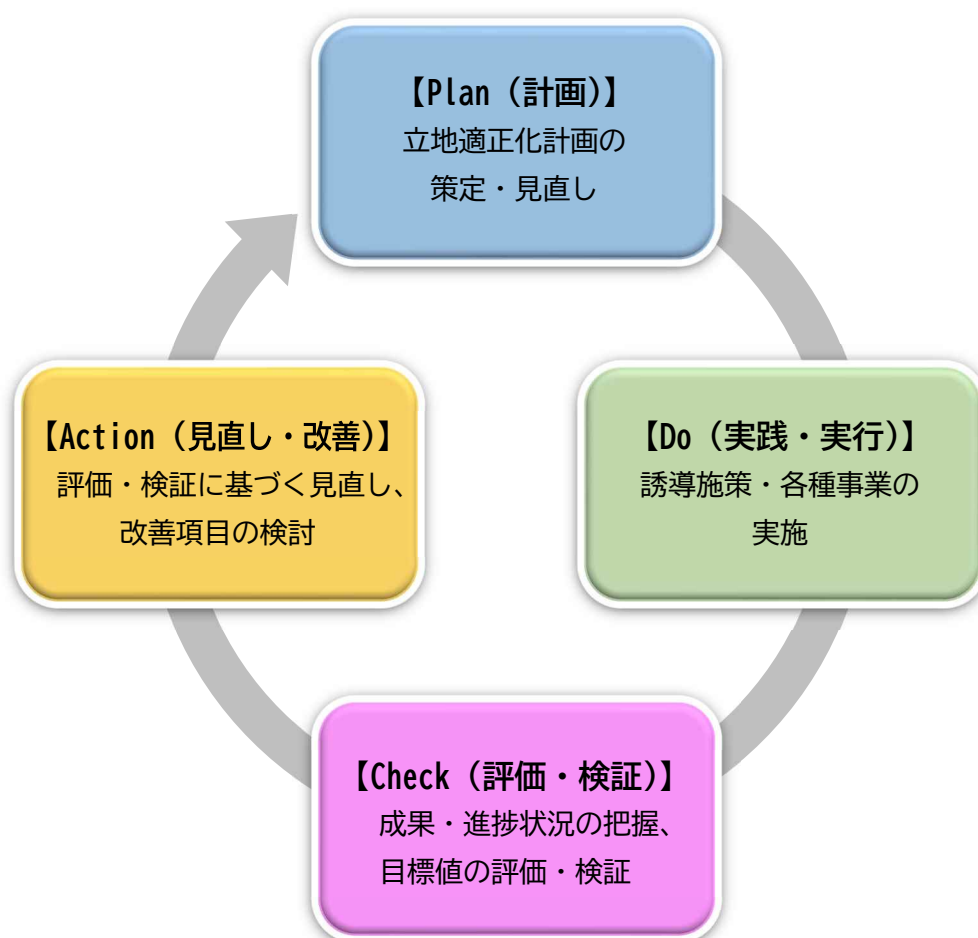 【Plan（計画）】
立地適正化計画の
策定・見直し
【Do（実践・実行）】
誘導施策・各種事業の
実施
【Check（評価・検証）】
成果・進捗状況の把握、
目標値の評価・検証
【Action（見直し・改善）】
評価・検証に基づく見直し、
改善項目の検討